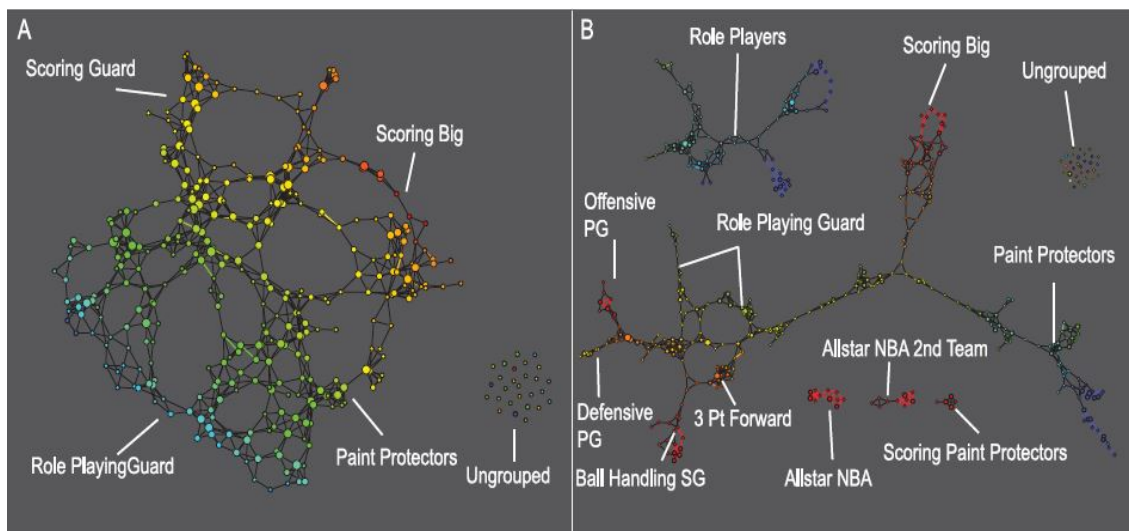 A
Scoring Guard
Scoring Big
Role PlayingGuard
Paint Protectors
Ungrouped
B
Role Players
Scoring Big
Ungrouped
Offensive
PG
Role Playing Guard
Paint Protectors
Allstar NBA 2nd Team
Defensive
PG
3 Pt Forward
Ball Handling SG
Allstar NBA
Scoring Paint Protectors